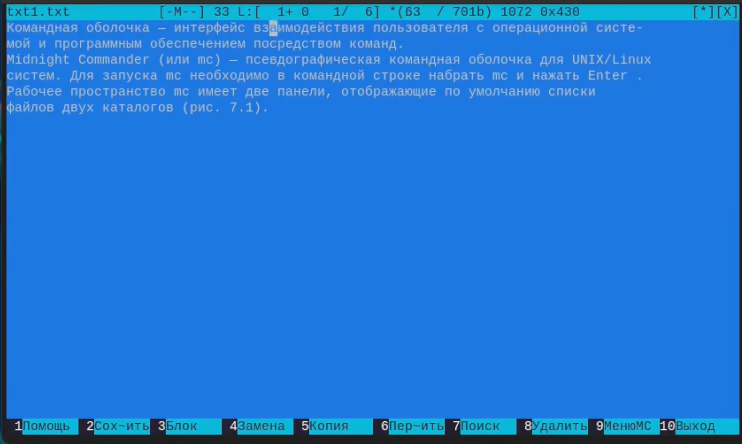 txt1.txt [-M--] 33 L:[ 1+ 0 1/ 6] *(63 / 701b) 1072 0x430 [*][X]
Командная оболочка — интерфейс взаимодействия пользователя с операционной систе-
мой и программным обеспечением посредством команд.
Midnight Commander (или mc) — псевдографическая командная оболочка для UNIX/Linux
систем. Для запуска mc необходимо в командной строке набрать mc и нажать Enter .
Рабочее пространство mc имеет две панели, отображающие по умолчанию списки
файлов двух каталогов (рис. 7.1).
1Помощь 2Сох~ить 3Блок 4Замена 5Копия 6Пер~ить 7Поиск 8Удалить 9МенюMC 10Выход